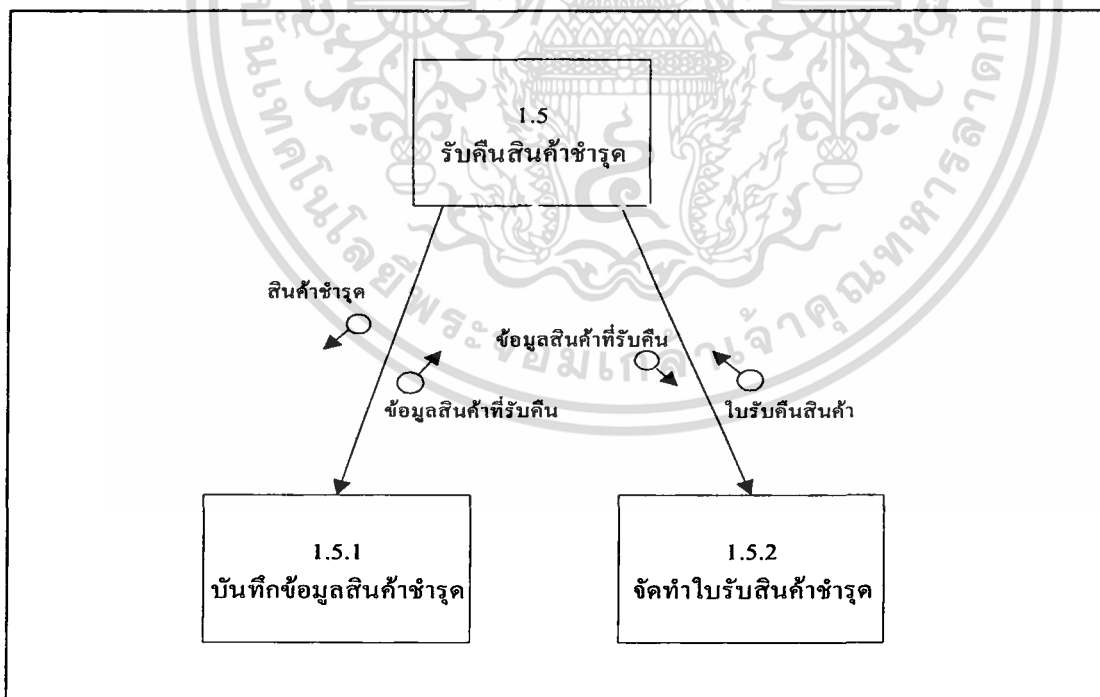 1.5
รับคืนสินค้าชำรุด
สินค้าชำรุด
ข้อมูลสินค้าที่รับคืน
ข้อมูลสินค้าที่รับคืน
ใบรับคืนสินค้า
1.5.1
บันทึกข้อมูลสินค้าชำรุด
1.5.2
จัดทำใบรับสินค้าชำรุด